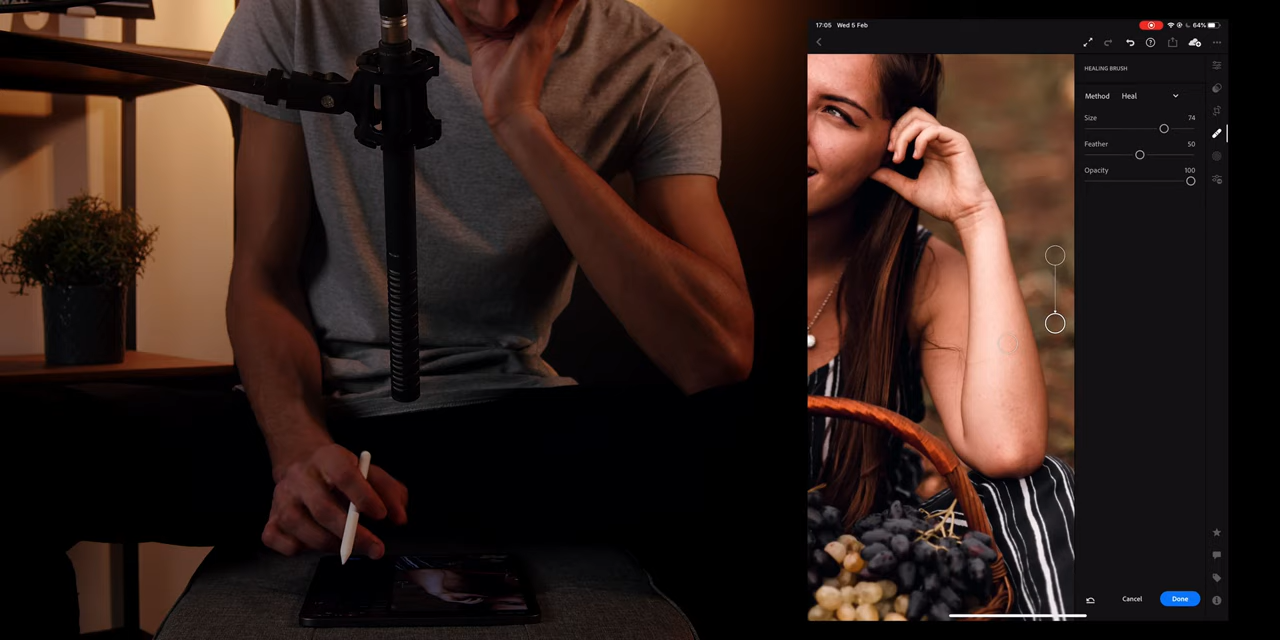 17:05 Wed 5 Feb
64%
HEALING BRUSH
Method Heal
Size 74
Feather 50
Opacity 100
Cancel Done